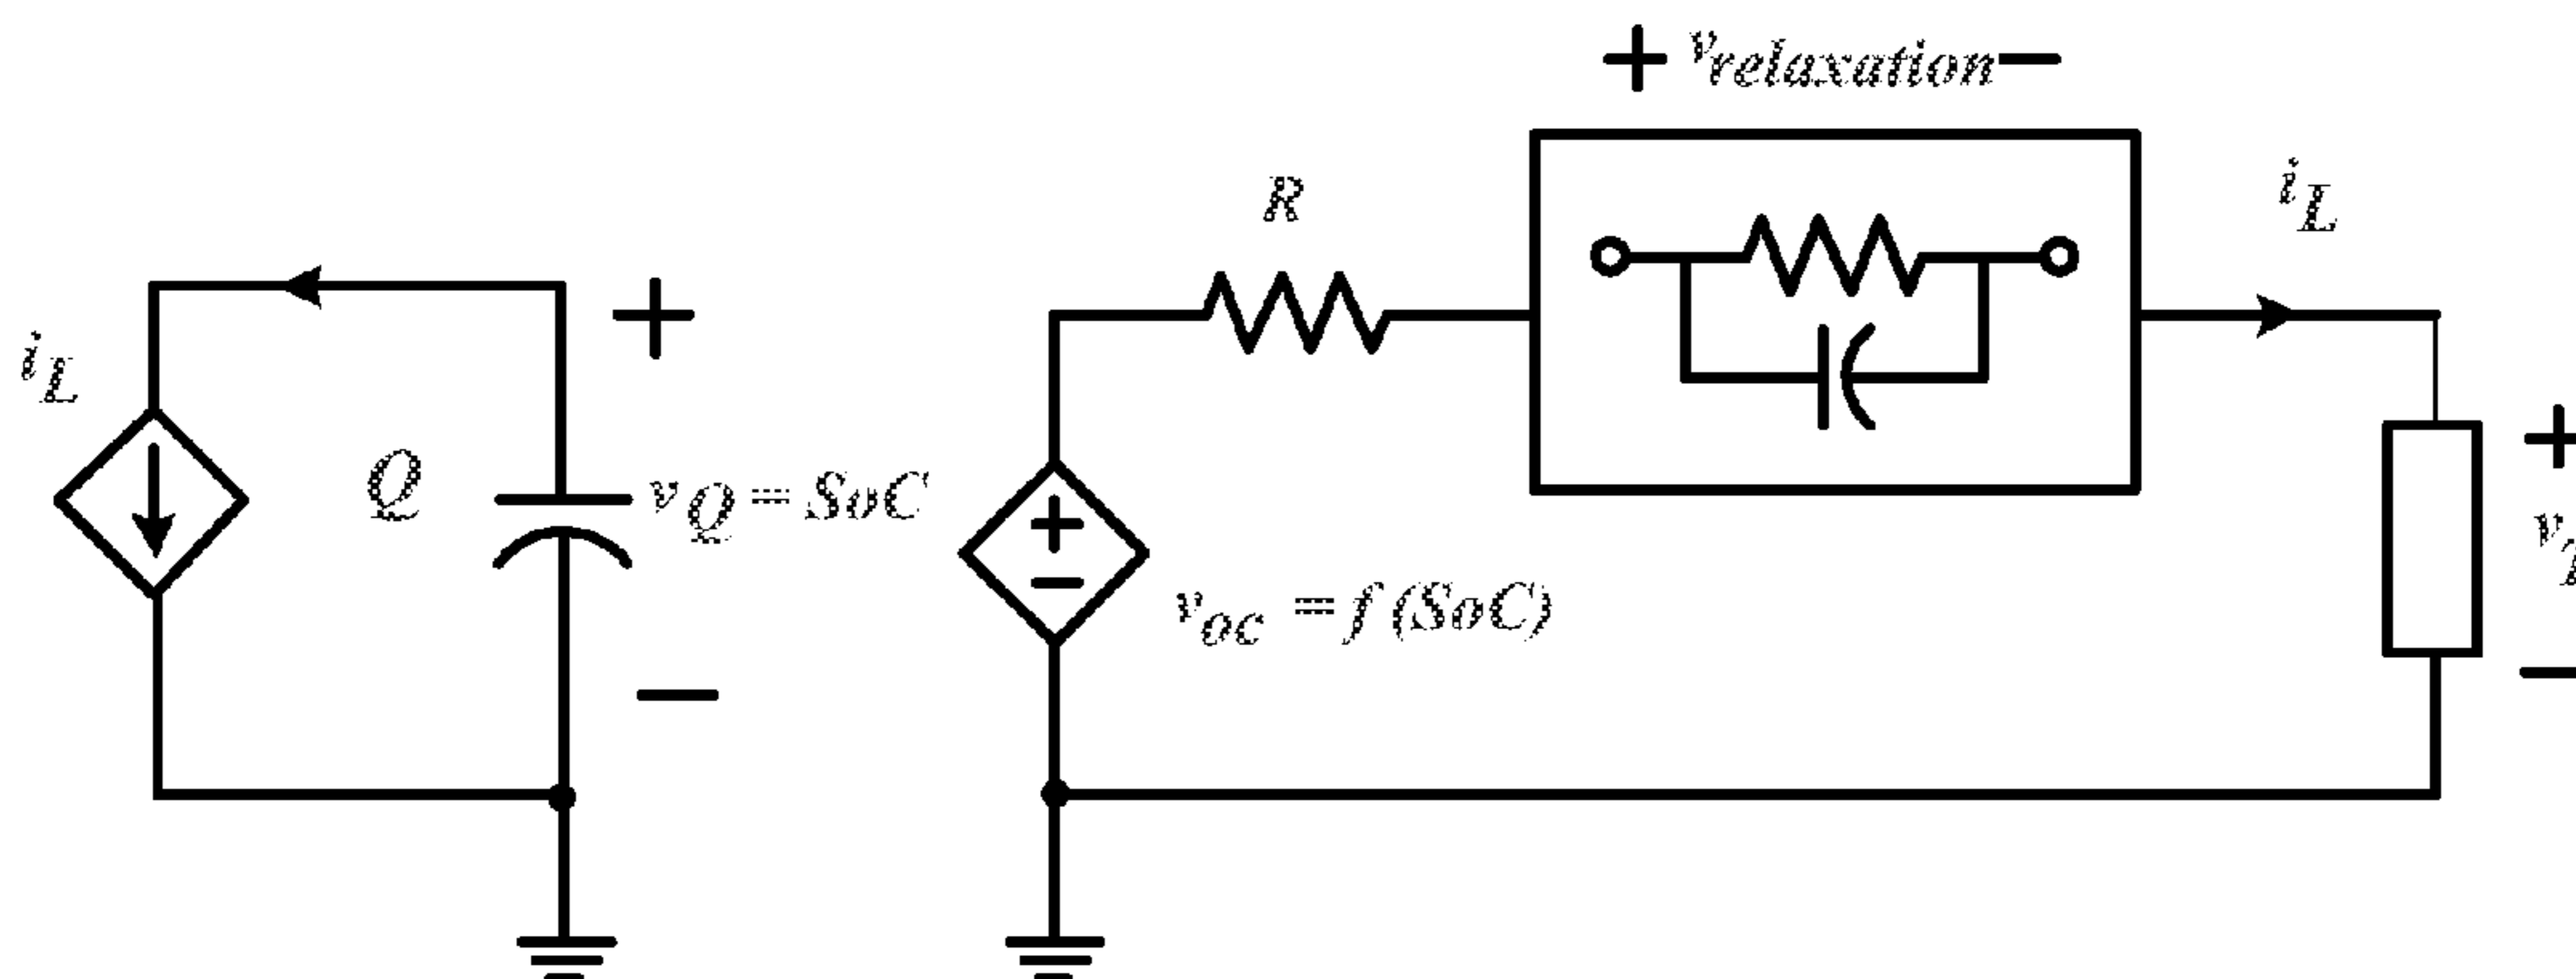 + v_relaxation −
R
i_L
i_L
+
Q
v_Q = SoC
−
+
−
v_oc = f (SoC)
+
−